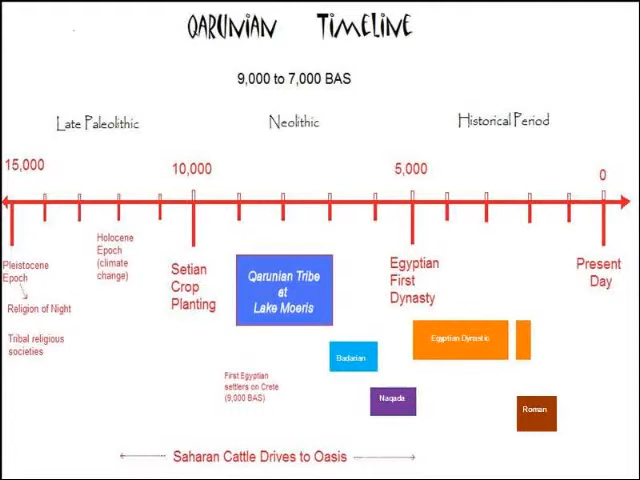 QARUNIAN TIMELINE
9,000 to 7,000 BAS
Late Paleolithic
Neolithic
Historical Period
15,000
10,000
5,000
0
Pleistocene
Epoch
Religion of Night
Tribal religious
societies
Holocene
Epoch
(climate
change)
Setian
Crop
Planting
Qarunian Tribe
at
Lake Moeris
Egyptian
First
Dynasty
Present
Day
Egyptian Dynastic
Badarian
First Egyptian
settlers on Crete
(9,000 BAS)
Naqada
Roman
Saharan Cattle Drives to Oasis